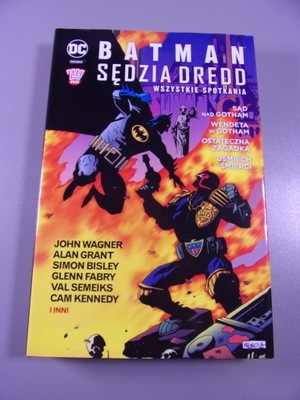 DC
BATMAN
SĘDZIA DREDD
WSZYSTKIE SPOTKANIA
SĄD
NAD GOTHAM
WENDETA
W GOTHAM
OSTATECZNA
ZAGADKA
UŚMIECH
ŚMIERCI
JOHN WAGNER
ALAN GRANT
SIMON BISLEY
GLENN FABRY
VAL SEMEIKS
CAM KENNEDY
I INNI